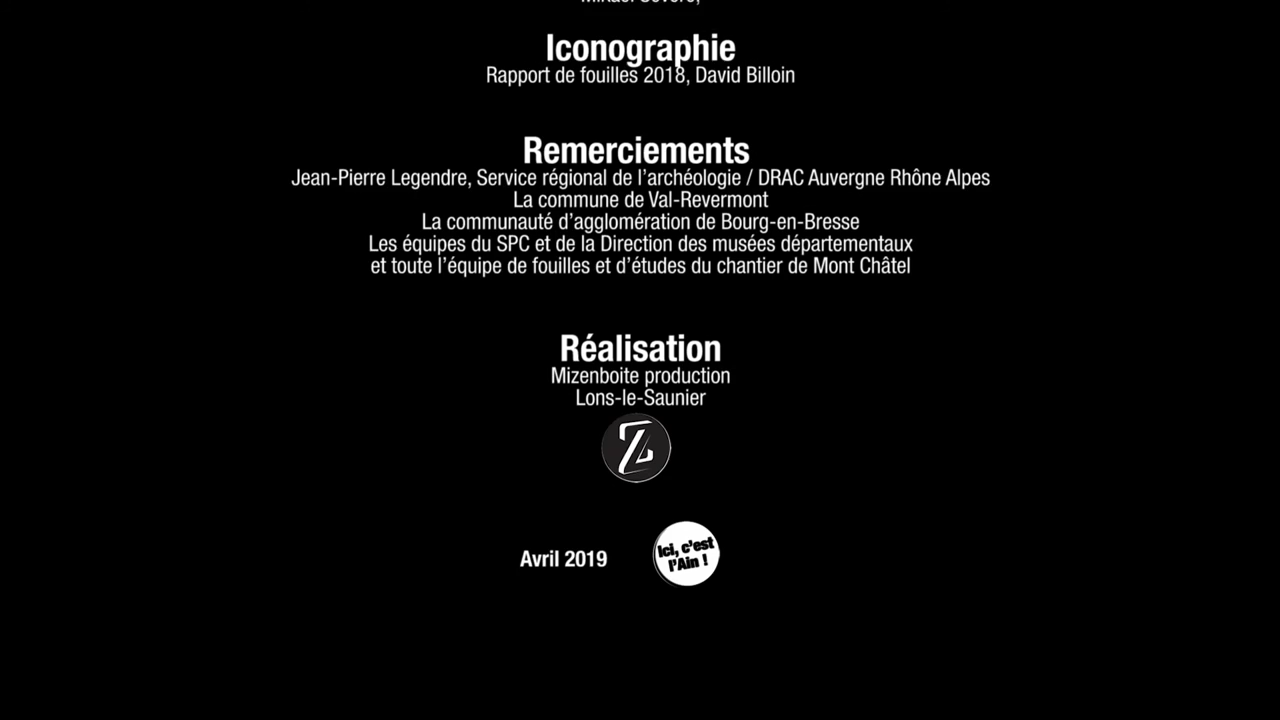 Iconographie
Rapport de fouilles 2018, David Billoin
Remerciements
Jean-Pierre Legendre, Service régional de l'archéologie / DRAC Auvergne Rhône Alpes
La commune de Val-Revermont
La communauté d'agglomération de Bourg-en-Bresse
Les équipes du SPC et de la Direction des musées départementaux
et toute l'équipe de fouilles et d'études du chantier de Mont Châtel
Réalisation
Mizenboite production
Lons-le-Saunier
Avril 2019
Ici, c'est
l'Ain !